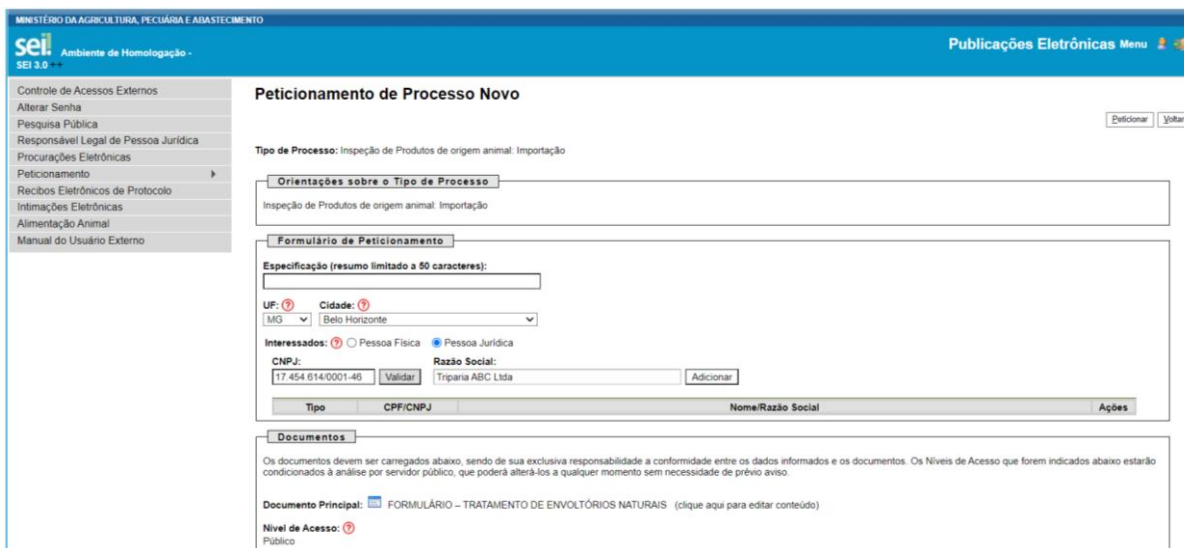 MINISTÉRIO DA AGRICULTURA, PECUÁRIA E ABASTECIMENTO
sei! Ambiente de Homologação -
SEI 3.0 ++
Publicações Eletrônicas Menu
Controle de Acessos Externos
Alterar Senha
Pesquisa Pública
Responsável Legal de Pessoa Jurídica
Procurações Eletrônicas
Peticionamento
Recibos Eletrônicos de Protocolo
Intimações Eletrônicas
Alimentação Animal
Manual do Usuário Externo
Peticionamento de Processo Novo
Peticionar Voltar
Tipo de Processo: Inspeção de Produtos de origem animal: Importação
Orientações sobre o Tipo de Processo
Inspeção de Produtos de origem animal: Importação
Formulário de Peticionamento
Especificação (resumo limitado a 50 caracteres):
UF: ? Cidade: ?
MG Belo Horizonte
Interessados: ? Pessoa Física Pessoa Jurídica
CNPJ: Razão Social:
17.454.614/0001-46 Validar Triparia ABC Ltda Adicionar
Tipo CPF/CNPJ Nome/Razão Social Ações
Documentos
Os documentos devem ser carregados abaixo, sendo de sua exclusiva responsabilidade a conformidade entre os dados informados e os documentos. Os Níveis de Acesso que forem indicados abaixo estarão
condicionados à análise por servidor público, que poderá alterá-los a qualquer momento sem necessidade de prévio aviso.
Documento Principal: FORMULÁRIO – TRATAMENTO DE ENVOLTÓRIOS NATURAIS (clique aqui para editar conteúdo)
Nível de Acesso: ?
Público